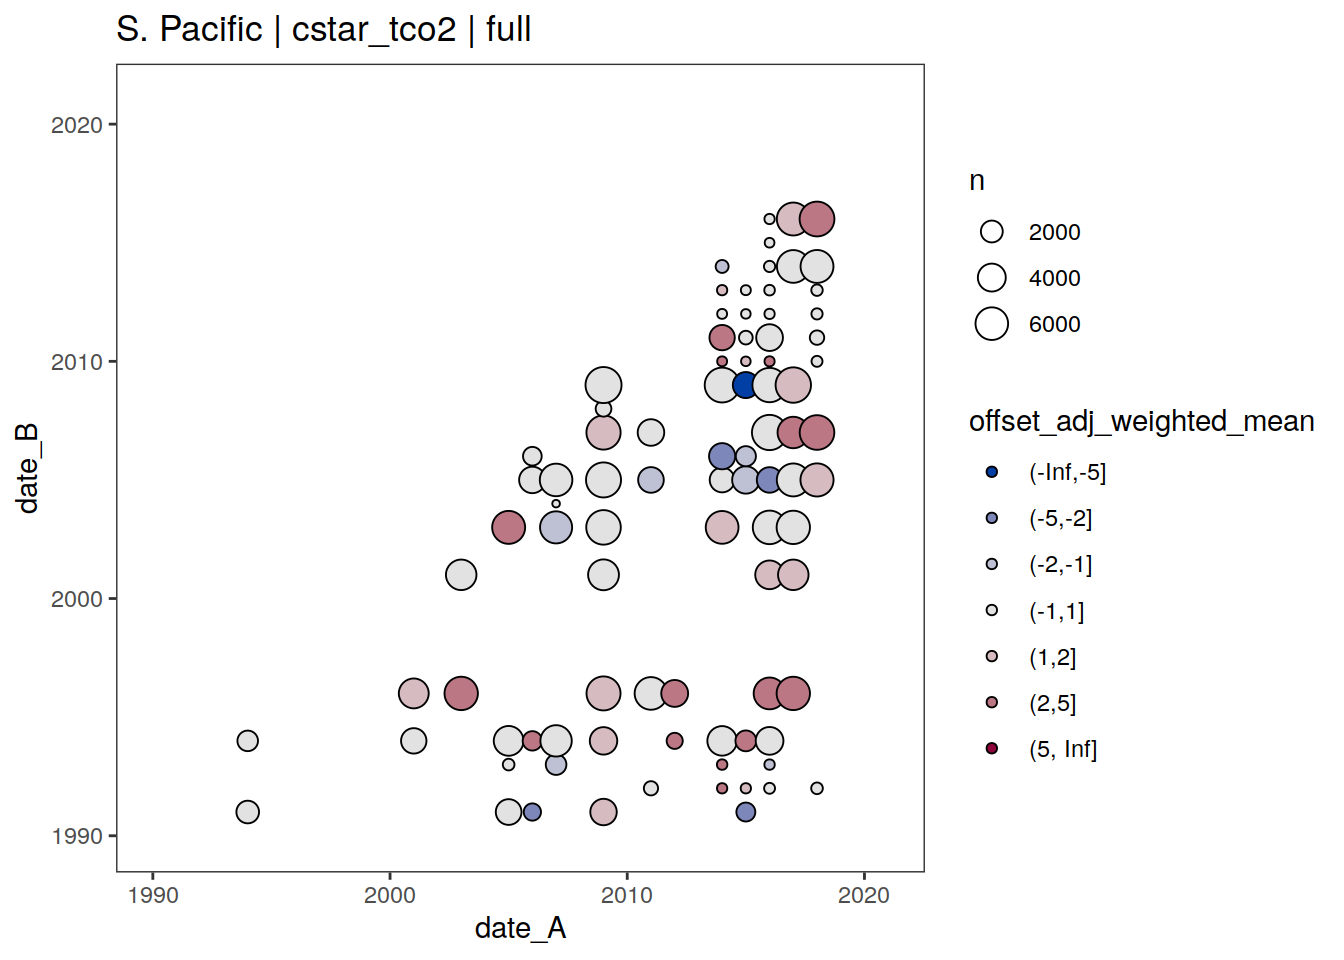 S. Pacific | cstar_tco2 | full
2020
2010
2000
1990
date_B
1990
2000
2010
2020
date_A
n
2000
4000
6000
offset_adj_weighted_mean
(-Inf,-5]
(-5,-2]
(-2,-1]
(-1,1]
(1,2]
(2,5]
(5, Inf]